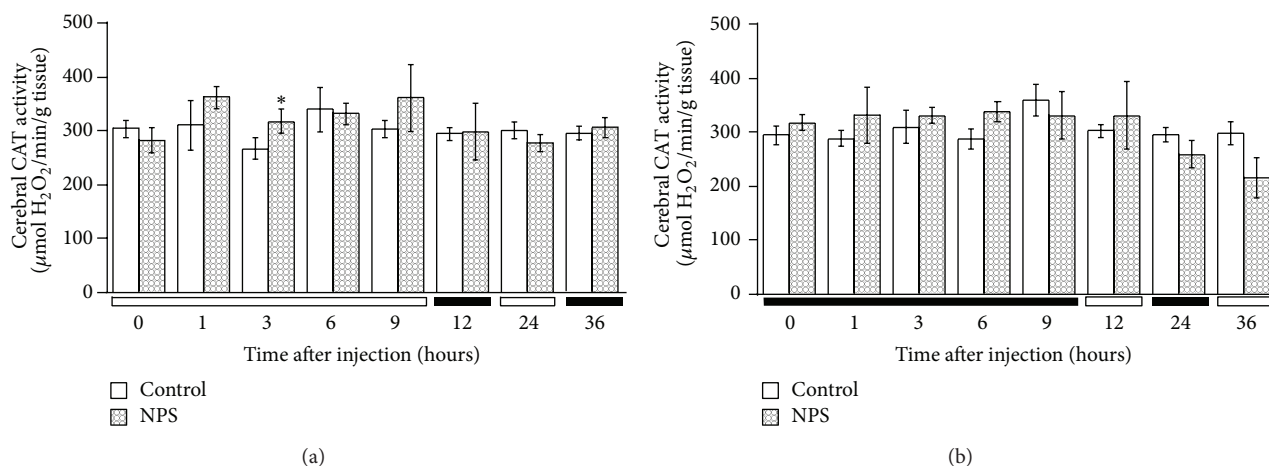 Cerebral CAT activity
(μmol H₂O₂/min/g tissue)
500
400
300
200
100
0
*
0 1 3 6 9 12 24 36
Time after injection (hours)
Control
NPS
(a)
Cerebral CAT activity
(μmol H₂O₂/min/g tissue)
500
400
300
200
100
0
0 1 3 6 9 12 24 36
Time after injection (hours)
Control
NPS
(b)